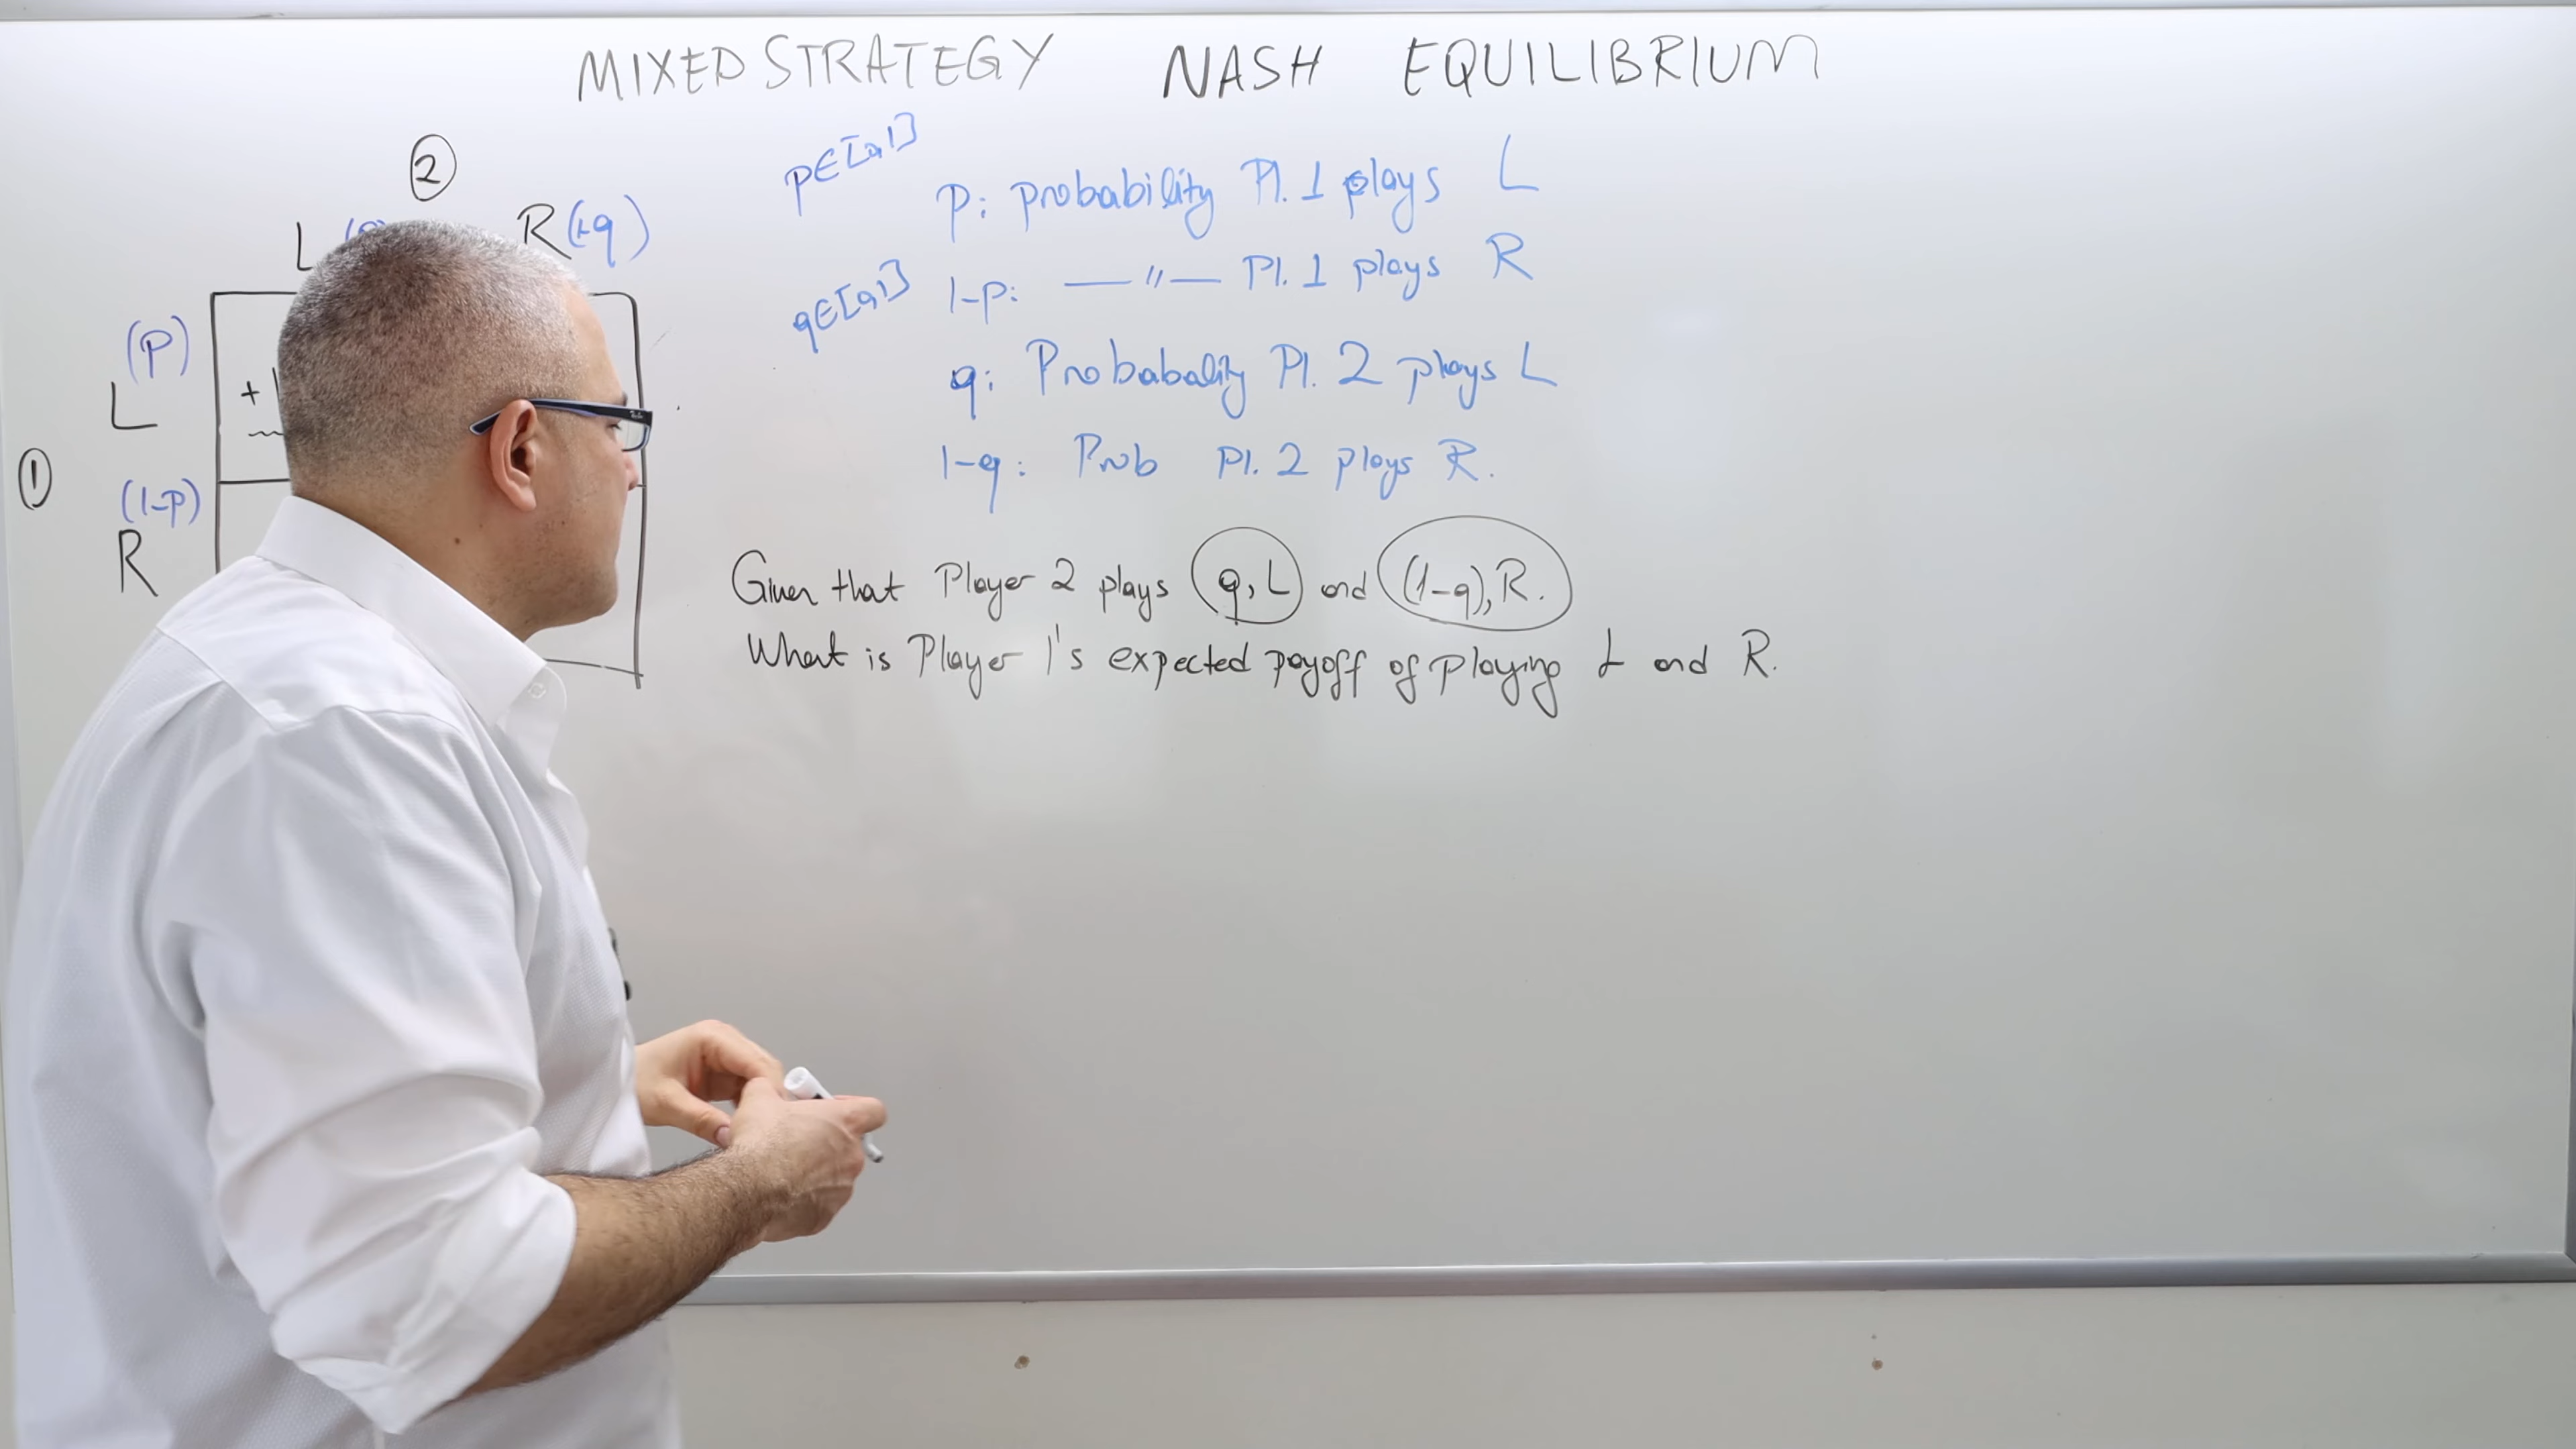 MIXED STRATEGY NASH EQUILIBRIUM
②
L R (1-q)
(p)
L
+1
①
(1-p)
R
p∈[0,1]
p: probability Pl. 1 plays L
q∈[0,1]
1-p: —〃— Pl. 1 plays R
q: Probabality Pl. 2 plays L
1-q: Prob Pl. 2 plays R.
Given that Player 2 plays q, L and (1-q), R.
What is Player 1's expected payoff of playing L and R.